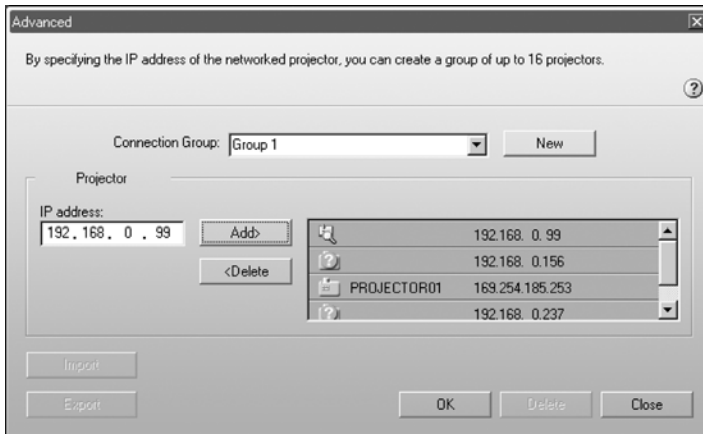 Advanced
By specifying the IP address of the networked projector, you can create a group of up to 16 projectors.
Connection Group: Group 1 New
Projector
IP address:
192. 168. 0 . 99 Add>
<Delete
192.168. 0. 99
192.168. 0.156
PROJECTOR01 169.254.185.253
192.168. 0.237
Import
Export OK Delete Close